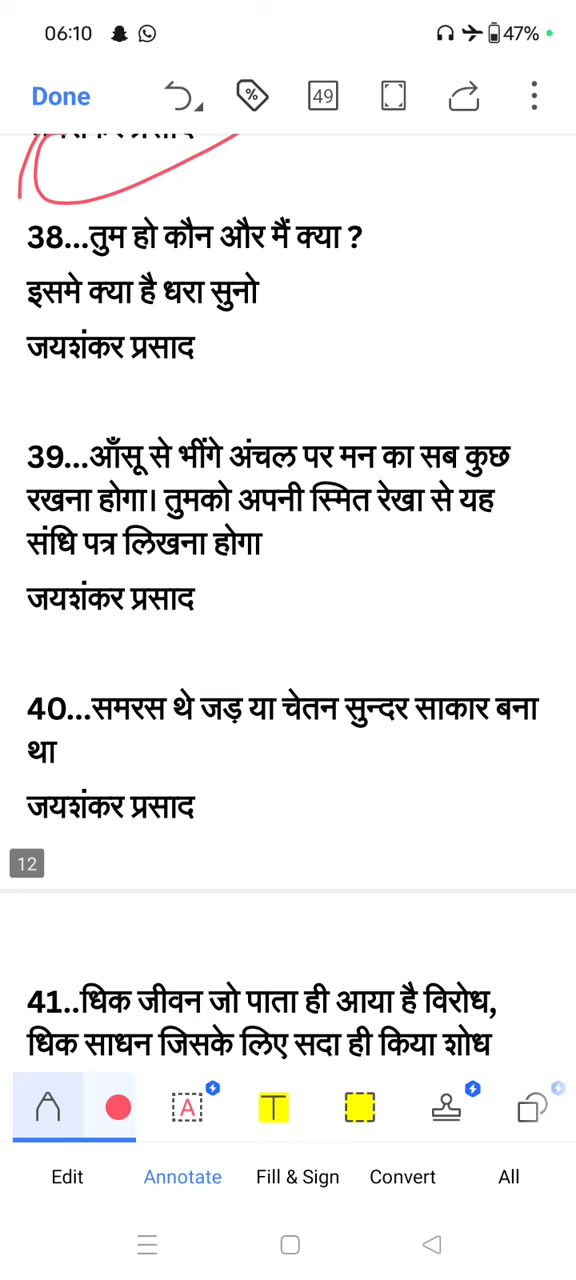 06:10
47%
Done
49
38...तुम हो कौन और मैं क्या ?
इसमे क्या है धरा सुनो
जयशंकर प्रसाद
39...आँसू से भींगे अंचल पर मन का सब कुछ
रखना होगा। तुमको अपनी स्मित रेखा से यह
संधि पत्र लिखना होगा
जयशंकर प्रसाद
40...समरस थे जड़ या चेतन सुन्दर साकार बना
था
जयशंकर प्रसाद
12
41..धिक जीवन जो पाता ही आया है विरोध,
धिक साधन जिसके लिए सदा ही किया शोध
Edit
Annotate
Fill & Sign
Convert
All